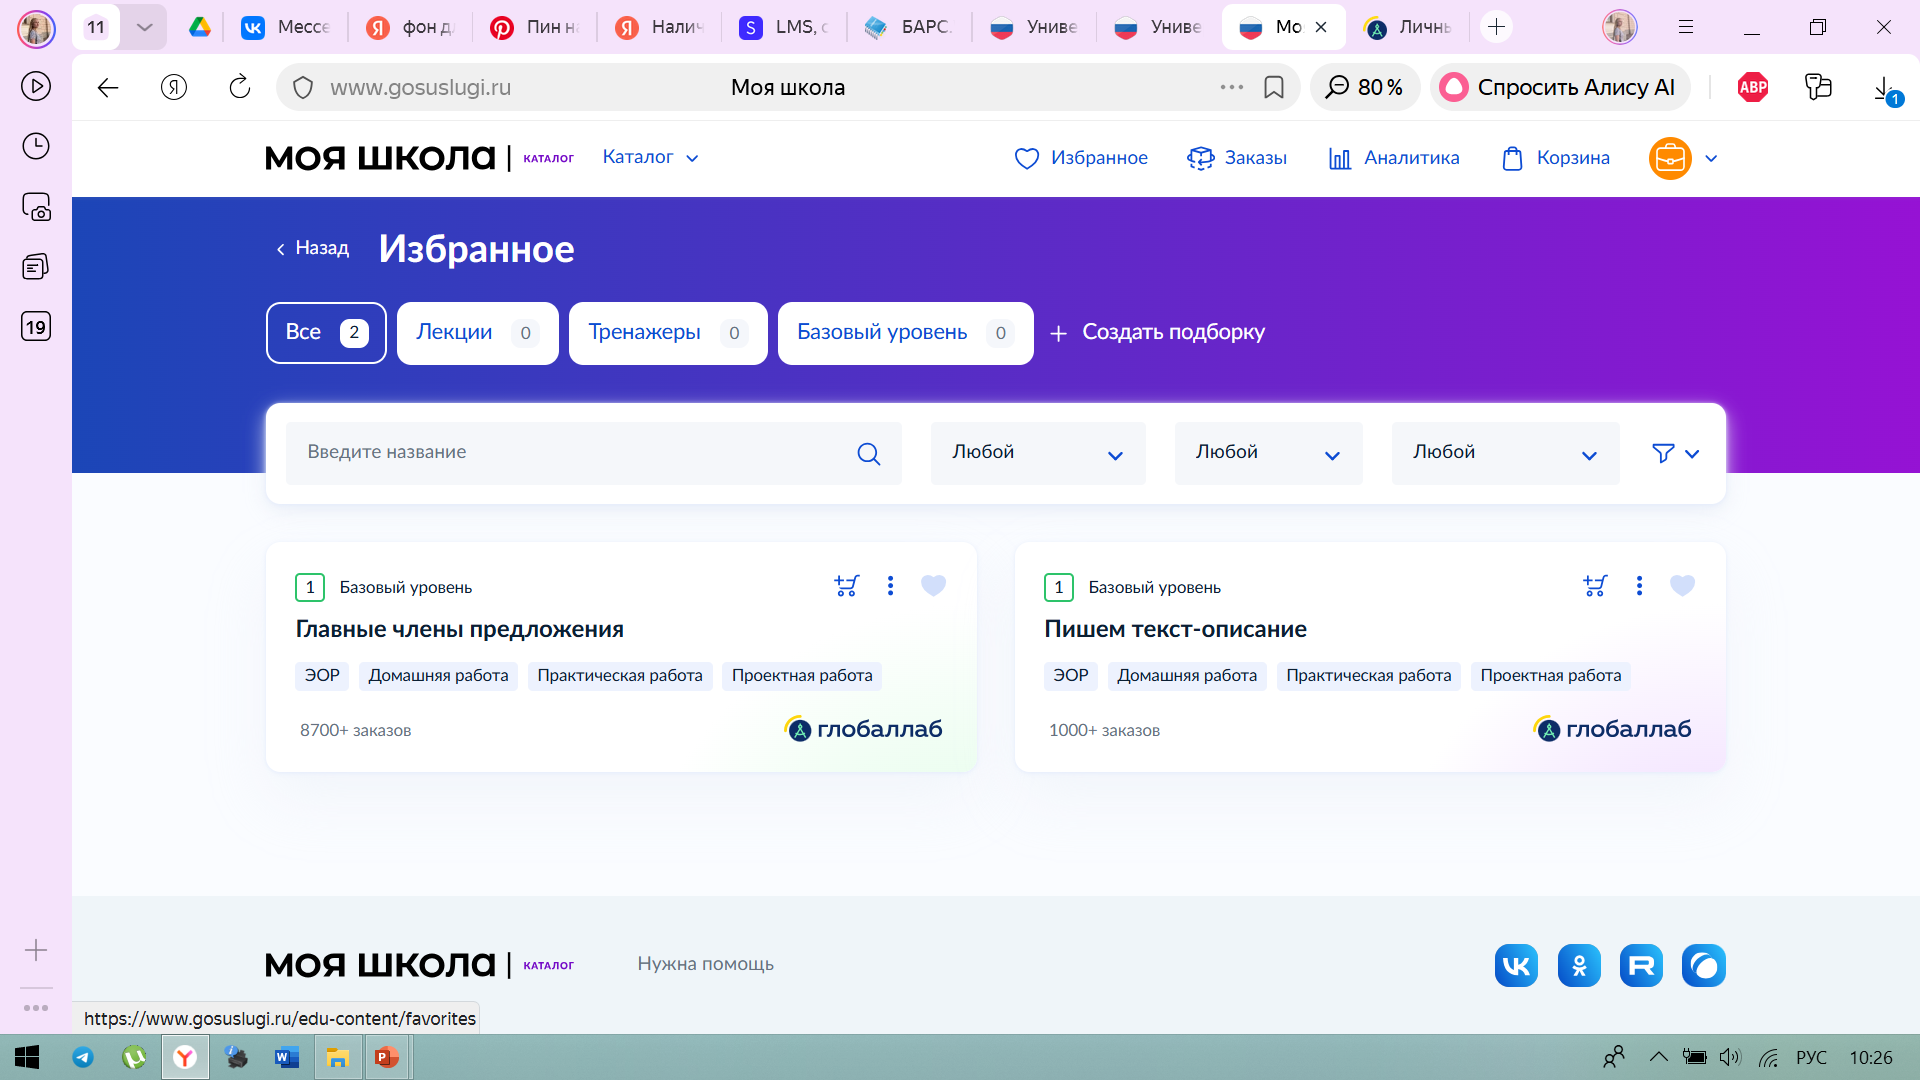 11
Мессе
фон д
Пин н
Налич
LMS, с
БАРС.
Униве
Униве
Мо
Личны
www.gosuslugi.ru
Моя школа
80 %
Спросить Алису AI
ABP
1
19
МОЯ ШКОЛА | КАТАЛОГ
Каталог
Избранное
Заказы
Аналитика
Корзина
Назад
Избранное
Все 2
Лекции 0
Тренажеры 0
Базовый уровень 0
Создать подборку
Введите название
Любой
Любой
Любой
1 Базовый уровень
Главные члены предложения
ЭОР Домашняя работа Практическая работа Проектная работа
8700+ заказов
глобаллаб
1 Базовый уровень
Пишем текст-описание
ЭОР Домашняя работа Практическая работа Проектная работа
1000+ заказов
глобаллаб
МОЯ ШКОЛА | КАТАЛОГ
Нужна помощь
https://www.gosuslugi.ru/edu-content/favorites
РУС
10:26